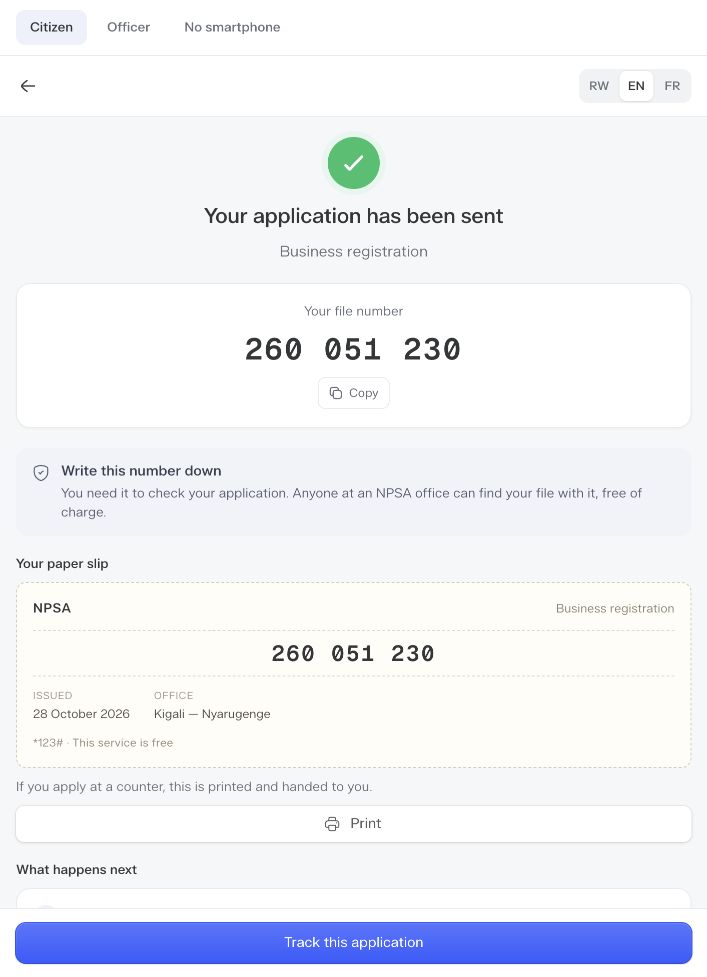 Citizen Officer No smartphone
RW EN FR
Your application has been sent
Business registration
Your file number
260 051 230
Copy
Write this number down
You need it to check your application. Anyone at an NPSA office can find your file with it, free of
charge.
Your paper slip
NPSA Business registration
260 051 230
ISSUED OFFICE
28 October 2026 Kigali — Nyarugenge
*123# · This service is free
If you apply at a counter, this is printed and handed to you.
Print
What happens next
Track this application